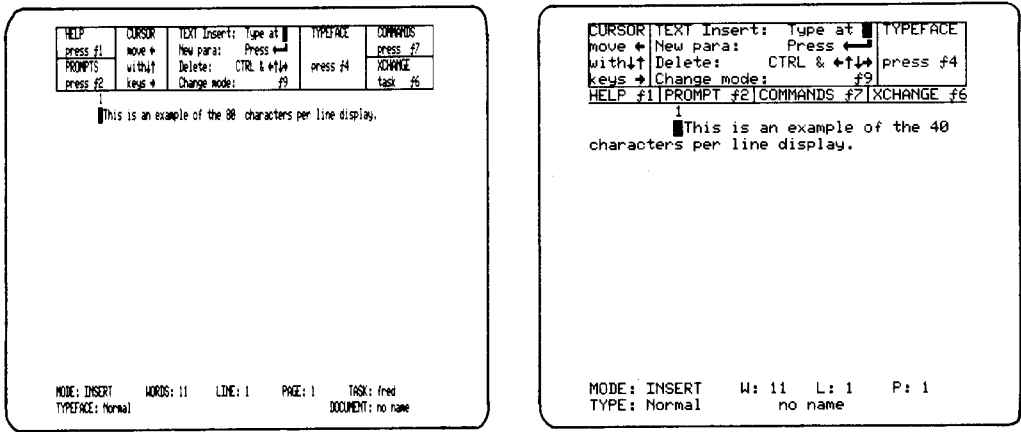 HELP CURSOR TEXT Insert: Type at TYPEFACE COMMANDS
press f1 move ← New para: Press ↵ press f7
PROMPTS with↓↑ Delete: CTRL & ←↑↓→ press f4 XCHANGE
press f2 keys → Change mode: f9 task f6
1
This is an example of the 80 characters per line display.
MODE: INSERT WORDS: 11 LINE: 1 PAGE: 1 TASK: fred
TYPEFACE: Normal DOCUMENT: no name
CURSOR TEXT Insert: Type at TYPEFACE
move ← New para: Press ↵
with↓↑ Delete: CTRL & ←↑↓→ press f4
keys → Change mode: f9
HELP f1 PROMPT f2 COMMANDS f7 XCHANGE f6
1
This is an example of the 40
characters per line display.
MODE: INSERT W: 11 L: 1 P: 1
TYPE: Normal no name